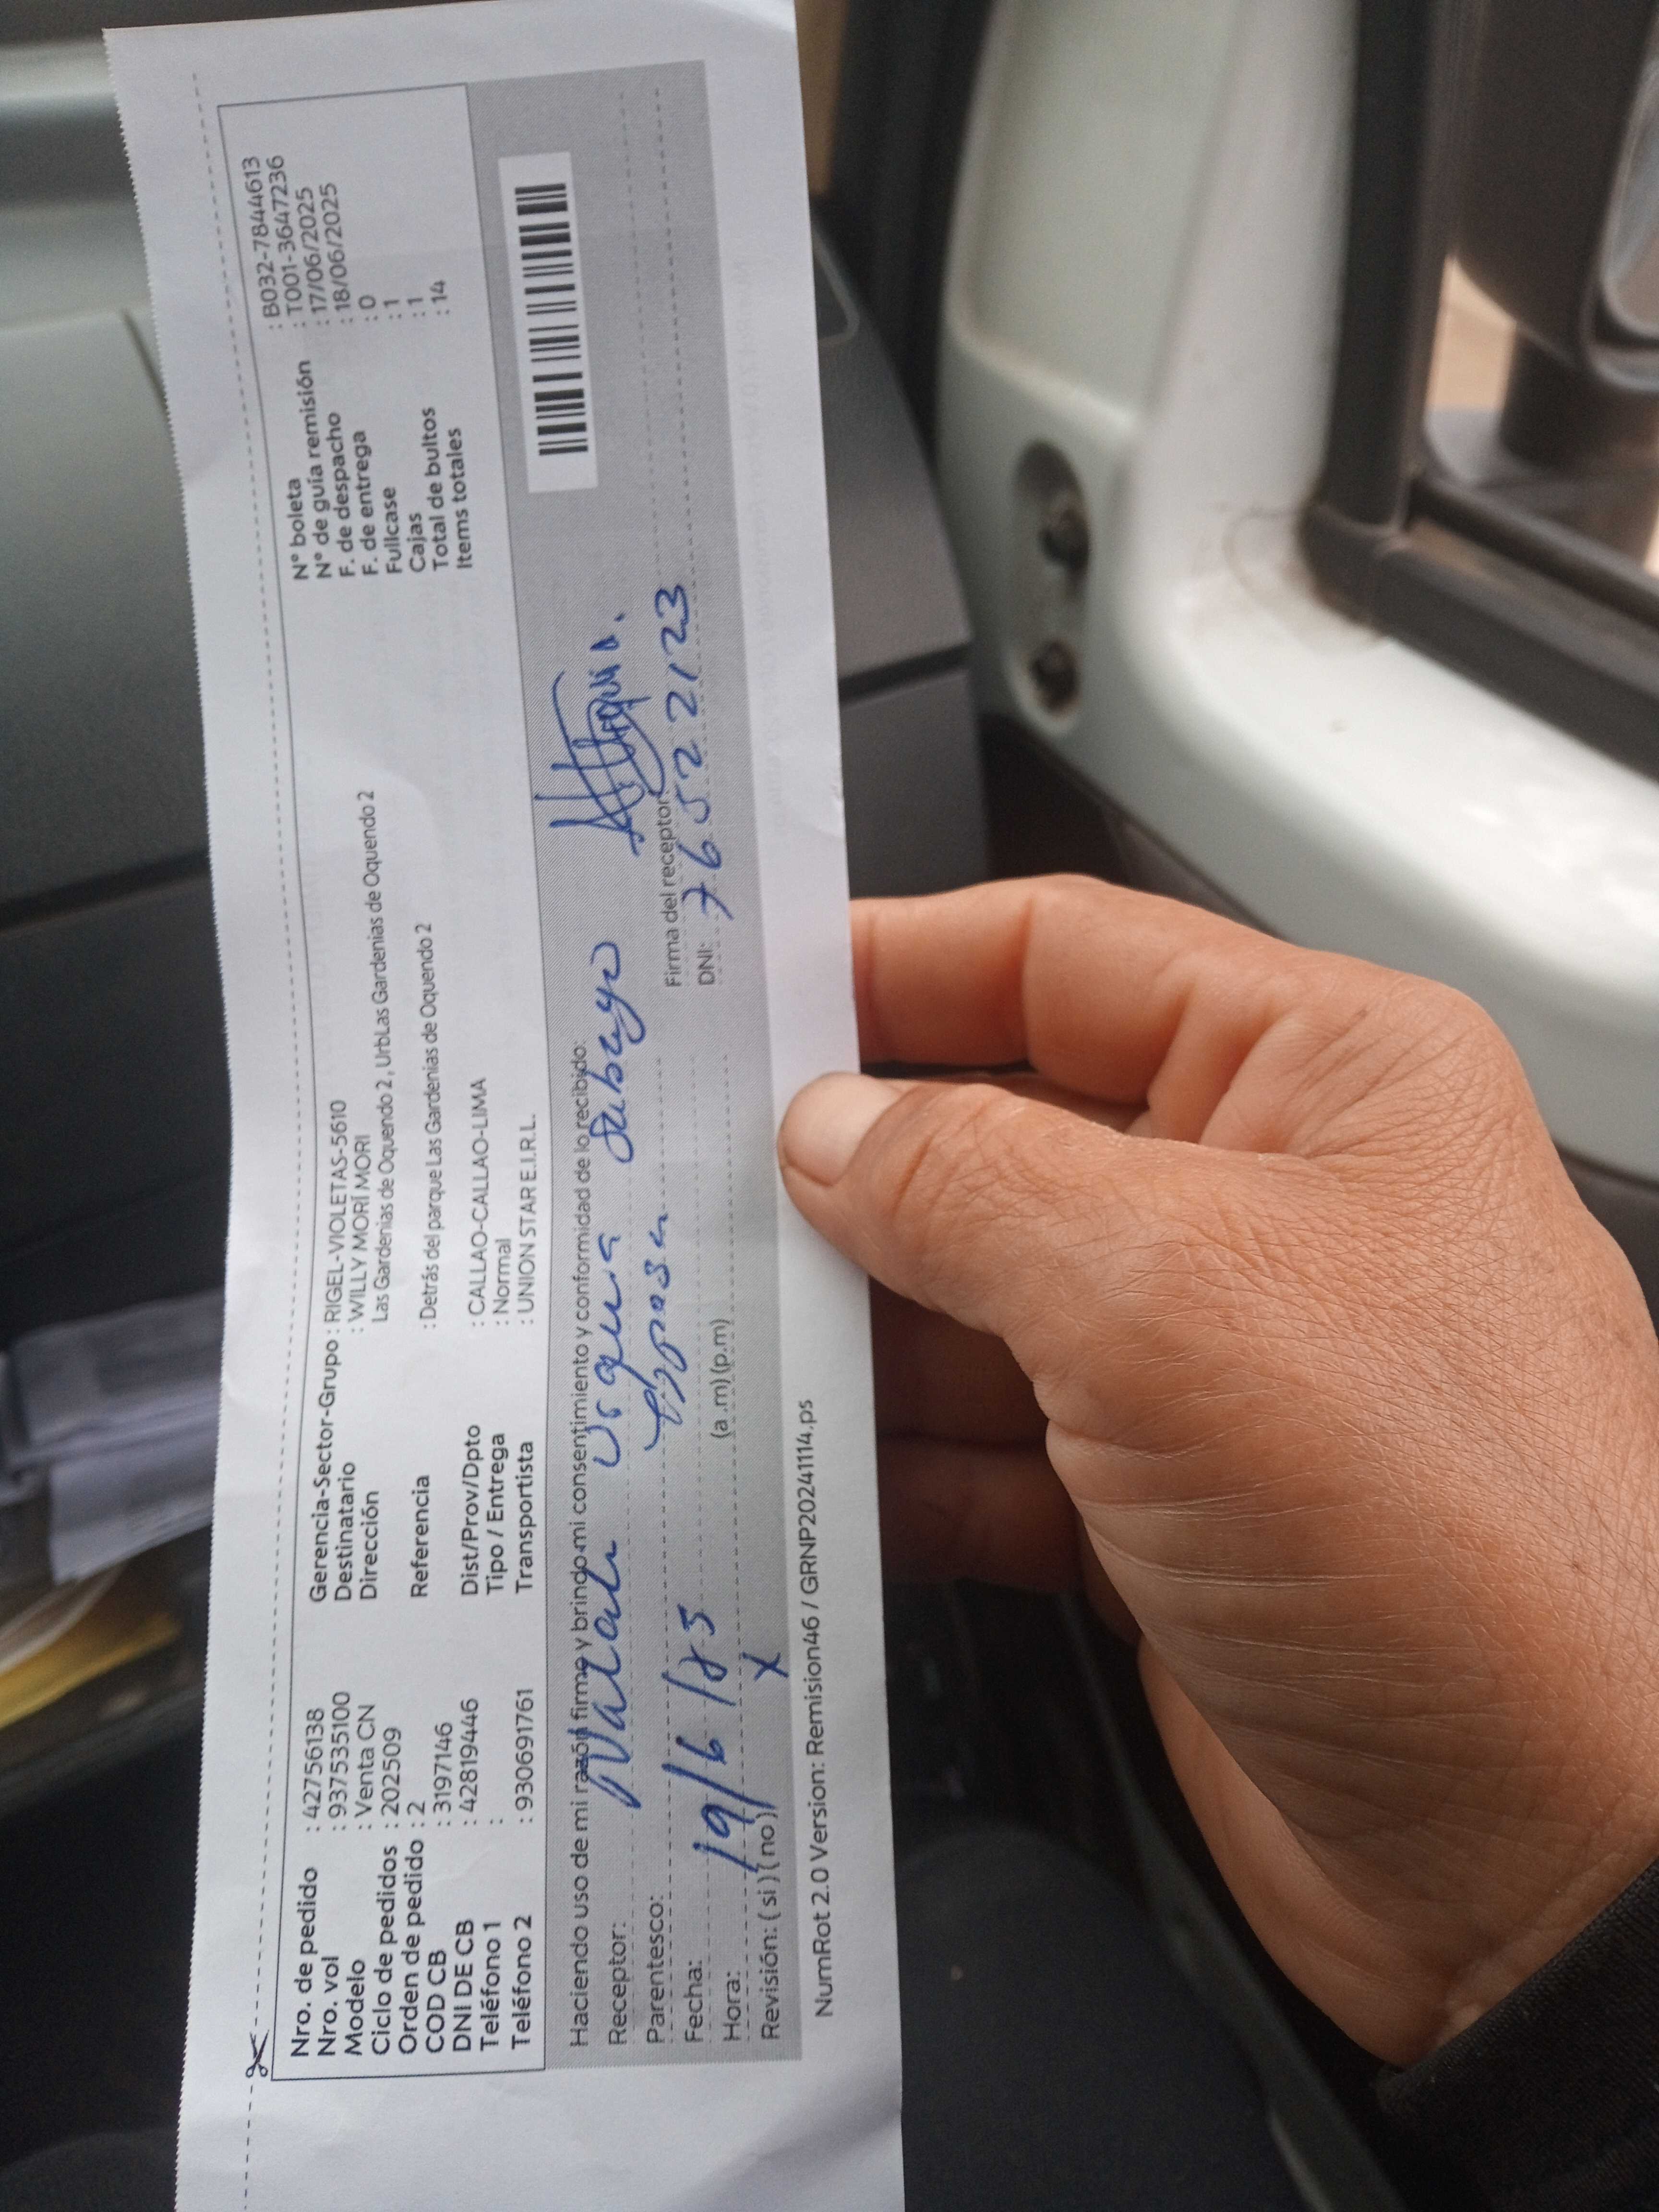 Nro. de pedido : 42756138
Nro. vol : 937535100
Modelo : Venta CN
Ciclo de pedidos : 202509
Orden de pedido : 2
COD CB : 3197146
DNI DE CB : 42819446
Teléfono 1 :
Teléfono 2 : 930691761
Gerencia-Sector-Grupo : RIGEL-VIOLETAS-5610
Destinatario : WILLY MORI MORI
Dirección Las Gardenias de Oquendo 2, UrbLas Gardenias de Oquendo 2
Referencia : Detrás del parque Las Gardenias de Oquendo 2
Dist/Prov/Dpto : CALLAO-CALLAO-LIMA
Tipo / Entrega : Normal
Transportista : UNION STAR E.I.R.L.
N° boleta : B032-7844613
N° de guía remisión : T001-3647236
F. de despacho : 17/06/2025
F. de entrega : 18/06/2025
Fullcase : 0
Cajas : 1
Total de bultos : 1
Items totales : 14
Haciendo uso de mi razón firmo y brindo mi consentimiento y conformidad de lo recibido:
Receptor:
Parentesco: Esposa
Fecha: 19/6/25
Hora: (a.m) (p.m)
Revisión: ( si ) ( no ) X
Firma del receptor
DNI: 76522123
NumRot 2.0 Version: Remision46 / GRNP20241114.ps